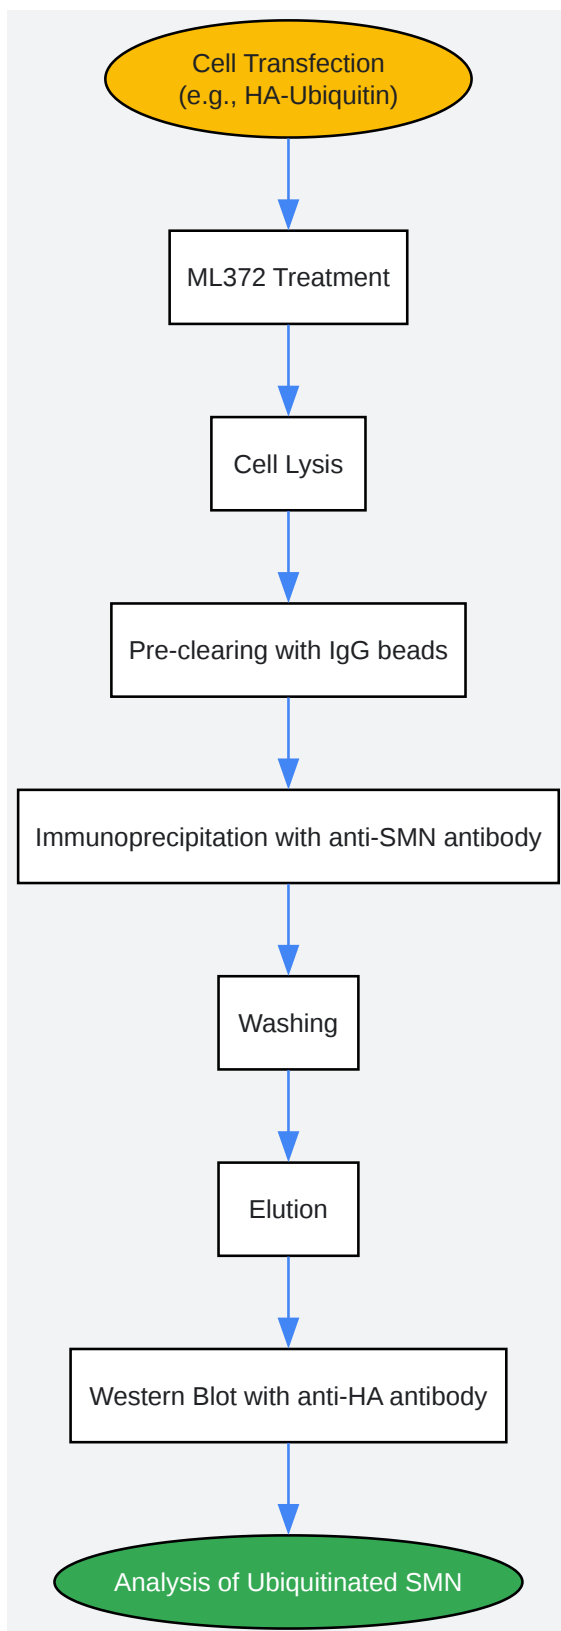 Cell Transfection
(e.g., HA-Ubiquitin)
ML372 Treatment
Cell Lysis
Pre-clearing with IgG beads
Immunoprecipitation with anti-SMN antibody
Washing
Elution
Western Blot with anti-HA antibody
Analysis of Ubiquitinated SMN